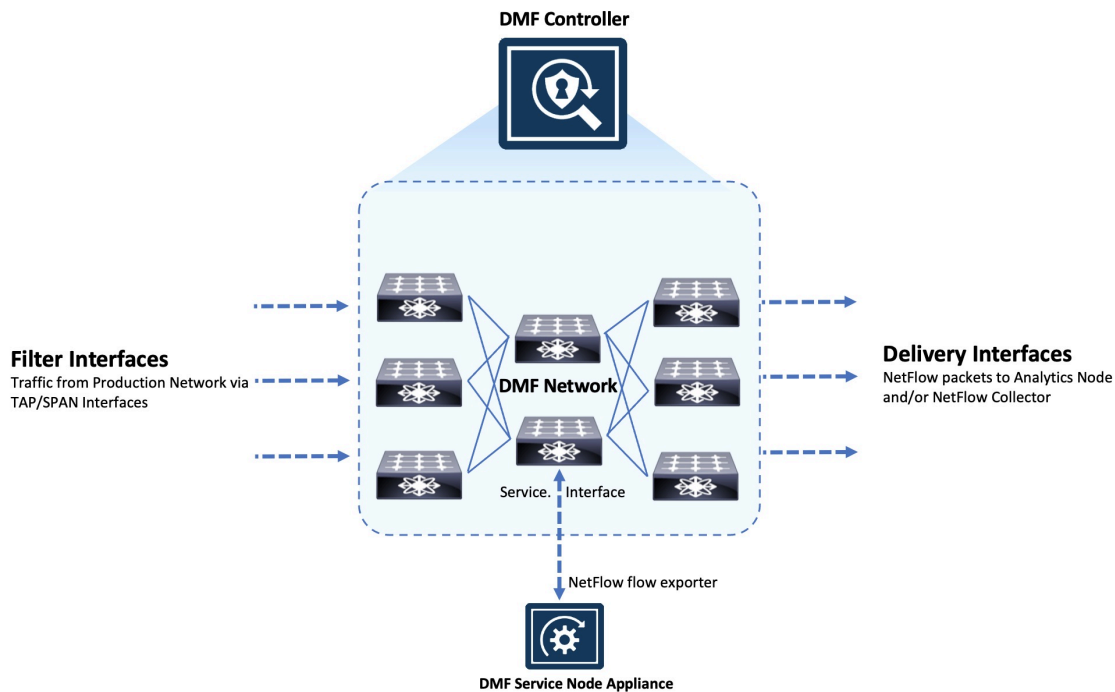 DMF Controller
Filter Interfaces
Traffic from Production Network via
TAP/SPAN Interfaces
DMF Network
Delivery Interfaces
NetFlow packets to Analytics Node
and/or NetFlow Collector
Service. Interface
NetFlow flow exporter
DMF Service Node Appliance